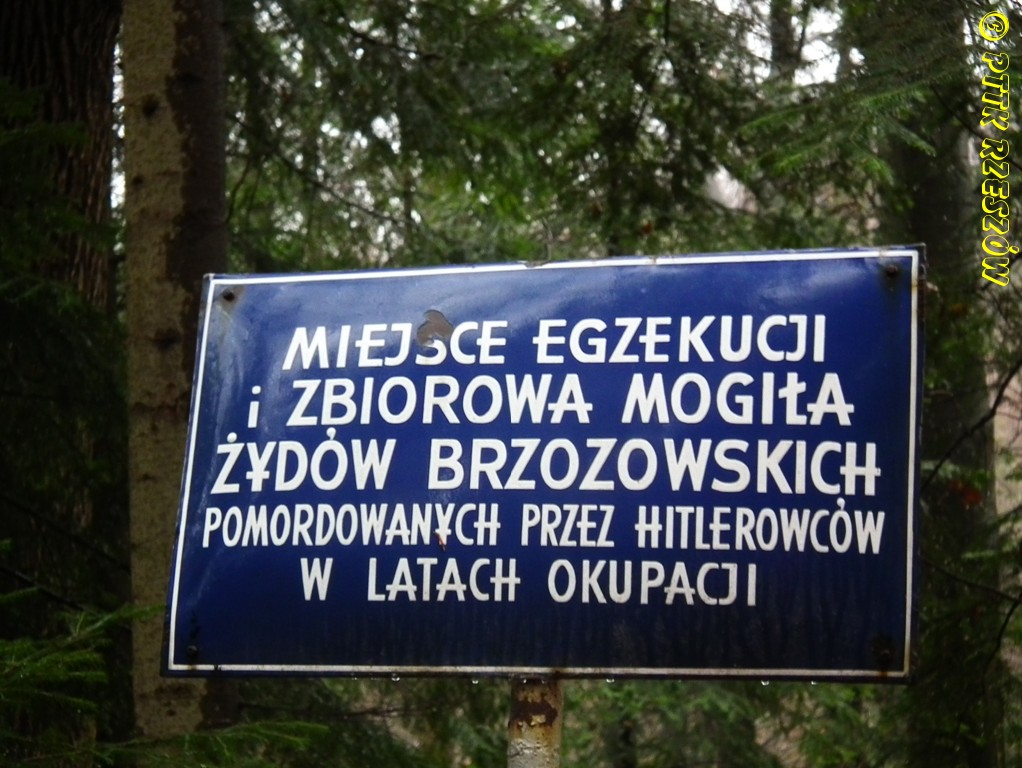 MIEJSCE EGZEKUCJI
i ZBIOROWA MOGIŁA
ŻYDÓW BRZOZOWSKICH
POMORDOWANYCH PRZEZ HITLEROWCÓW
W LATACH OKUPACJI
© PTTK RZESZÓW